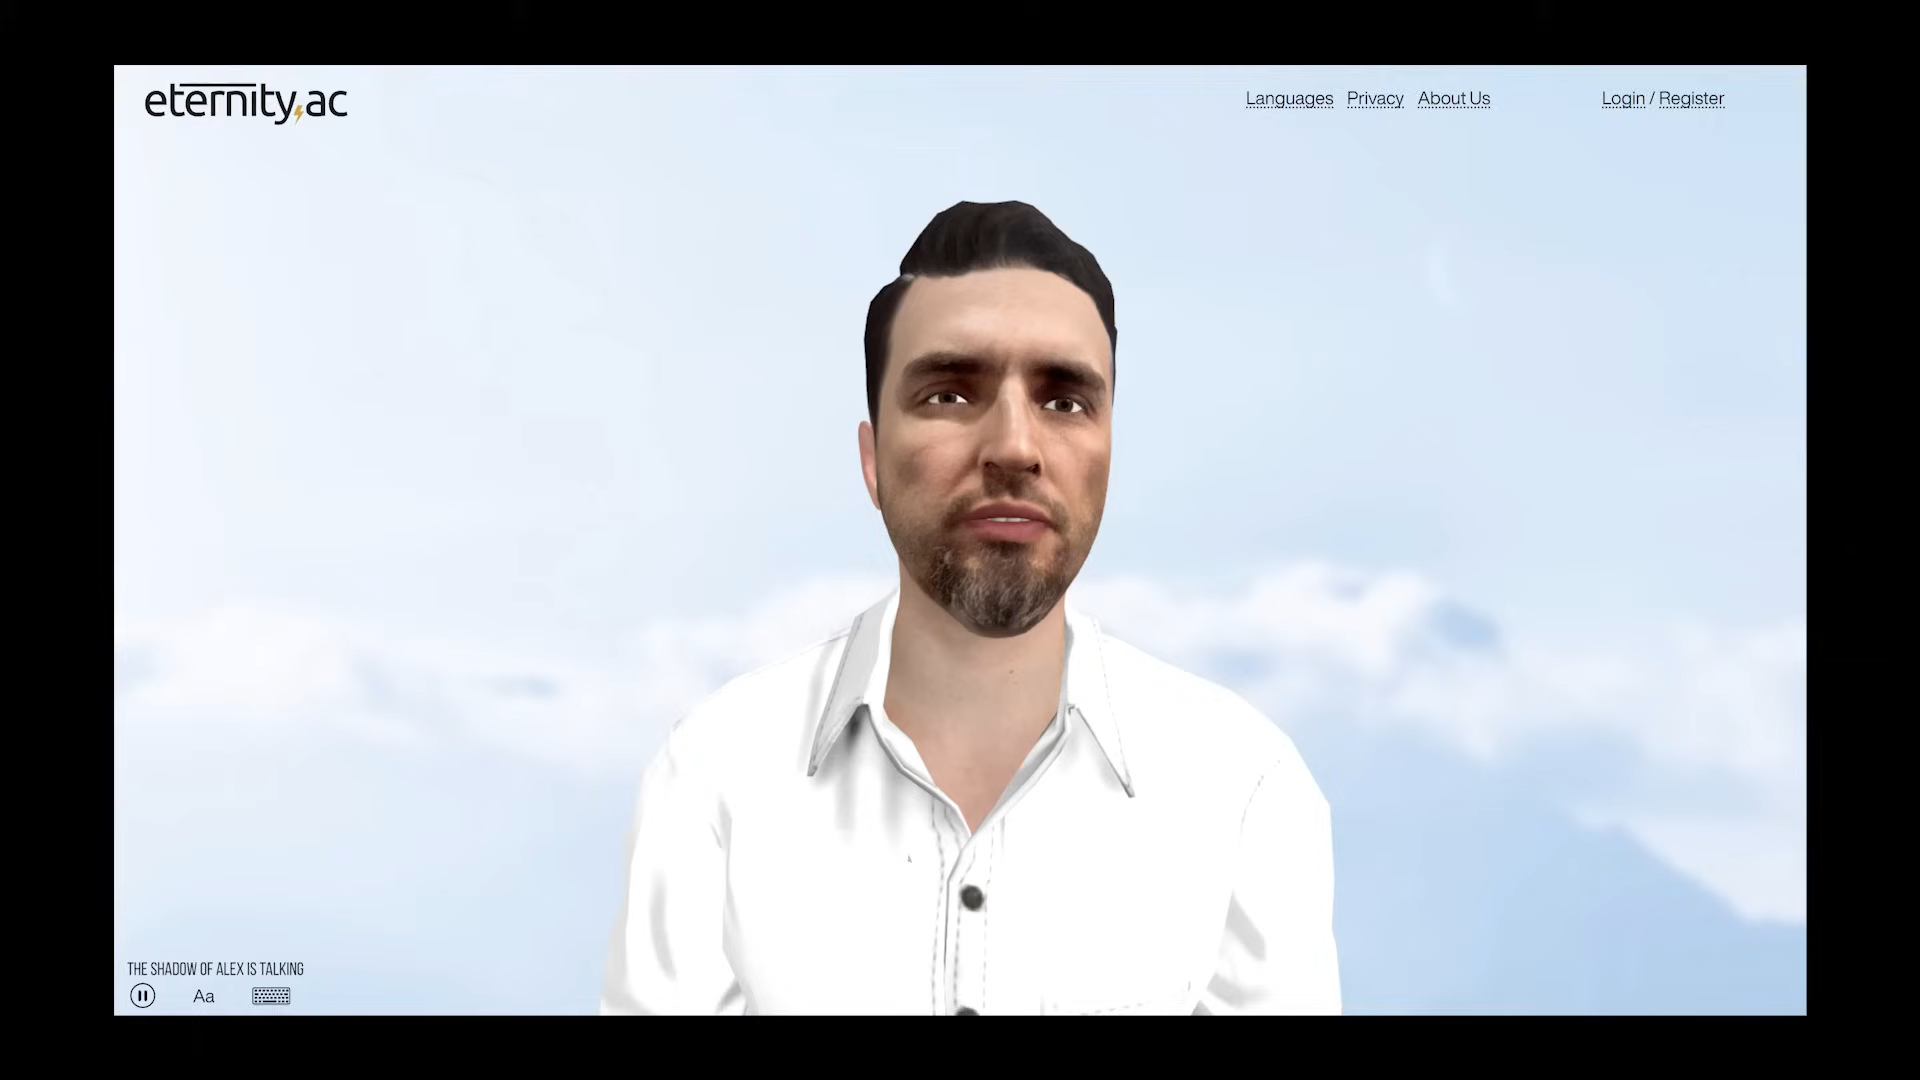 eternity.ac
Languages Privacy About Us Login / Register
THE SHADOW OF ALEX IS TALKING
Aa